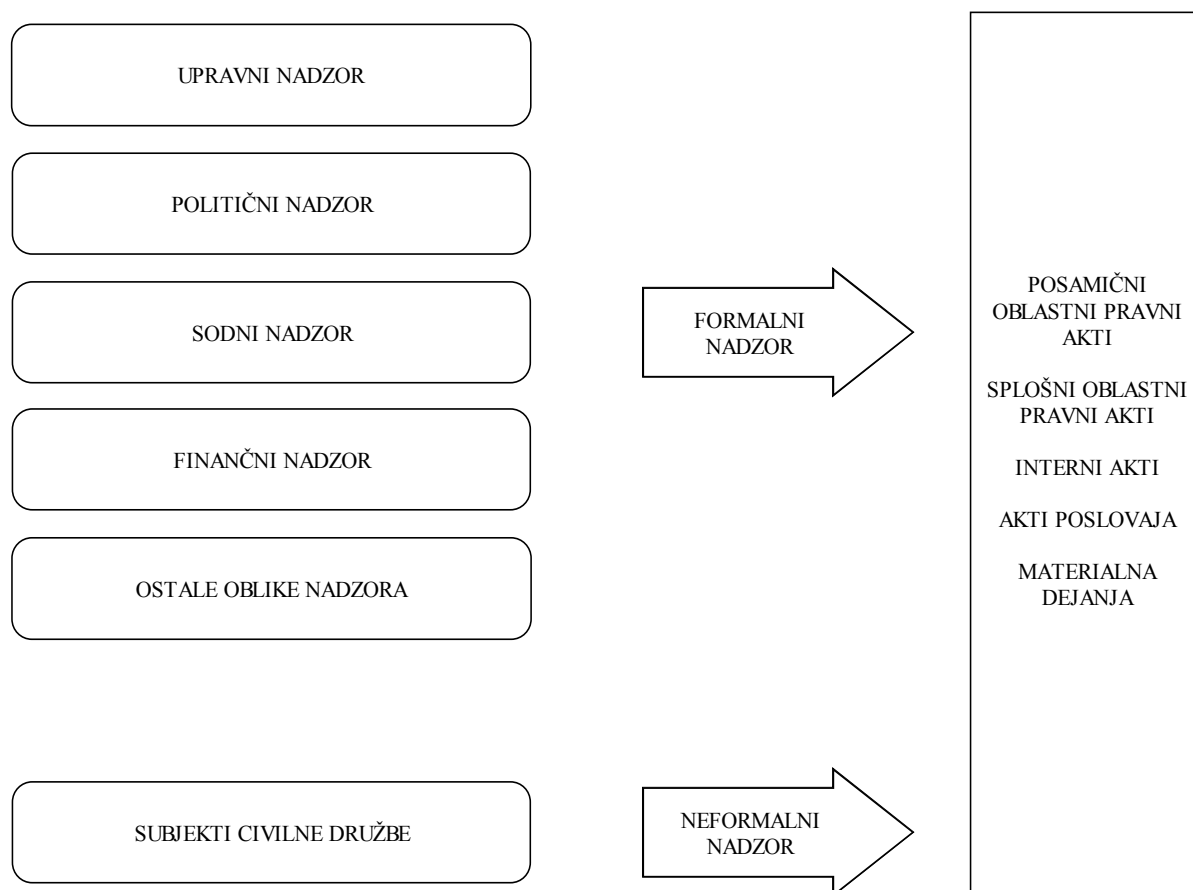 UPRAVNI NADZOR
POLITIČNI NADZOR
SODNI NADZOR
FINANČNI NADZOR
OSTALE OBLIKE NADZORA
SUBJEKTI CIVILNE DRUŽBE
FORMALNI
NADZOR
NEFORMALNI
NADZOR
POSAMIČNI
OBLASTNI PRAVNI
AKTI
SPLOŠNI OBLASTNI
PRAVNI AKTI
INTERNI AKTI
AKTI POSLOVAJA
MATERIALNA
DEJANJA